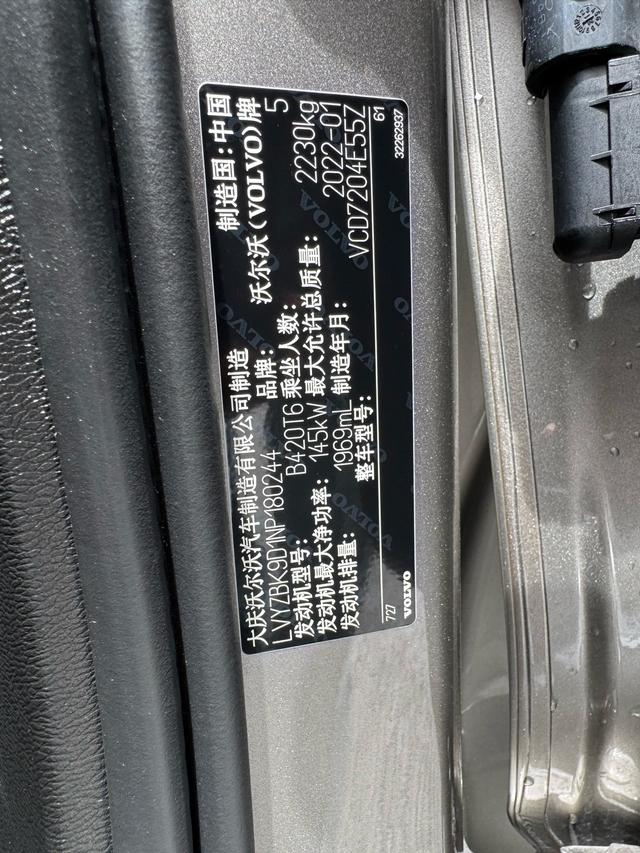 大庆沃尔沃汽车制造有限公司制造 制造国:中国
LVYZBK9D1NP180244 品牌: 沃尔沃(VOLVO)牌
发动机型号: B420T6 乘坐人数: 5
发动机最大净功率: 145kW 最大允许总质量: 2230kg
发动机排量: 1969mL 制造年月: 2022-01
整车型号: VCD7204E55Z
727 61
VOLVO 32262937